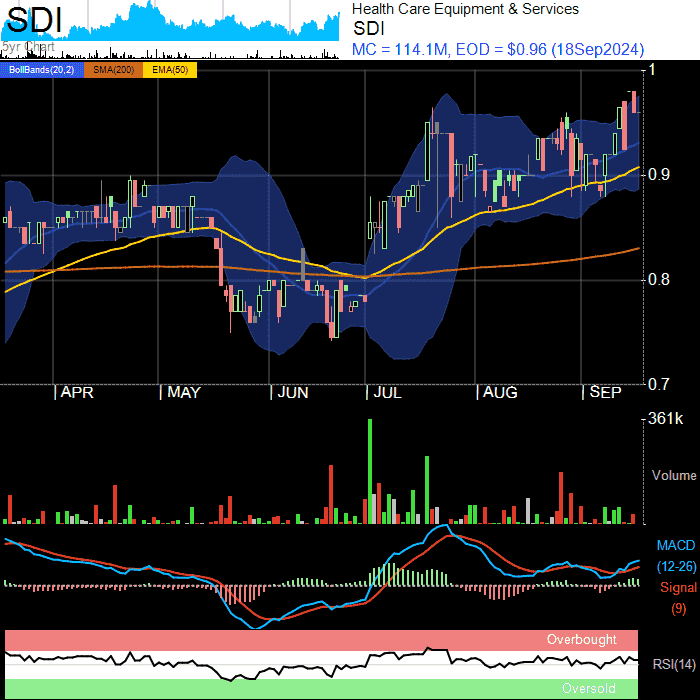 SDI
5yr Chart
Health Care Equipment & Services
SDI
MC = 114.1M, EOD = $0.96 (18Sep2024)
BollBands(20,2) SMA(200) EMA(50)
1
0.9
0.8
0.7
APR MAY JUN JUL AUG SEP
361k
Volume
MACD
(12-26)
Signal
(9)
Overbought
RSI(14)
Oversold